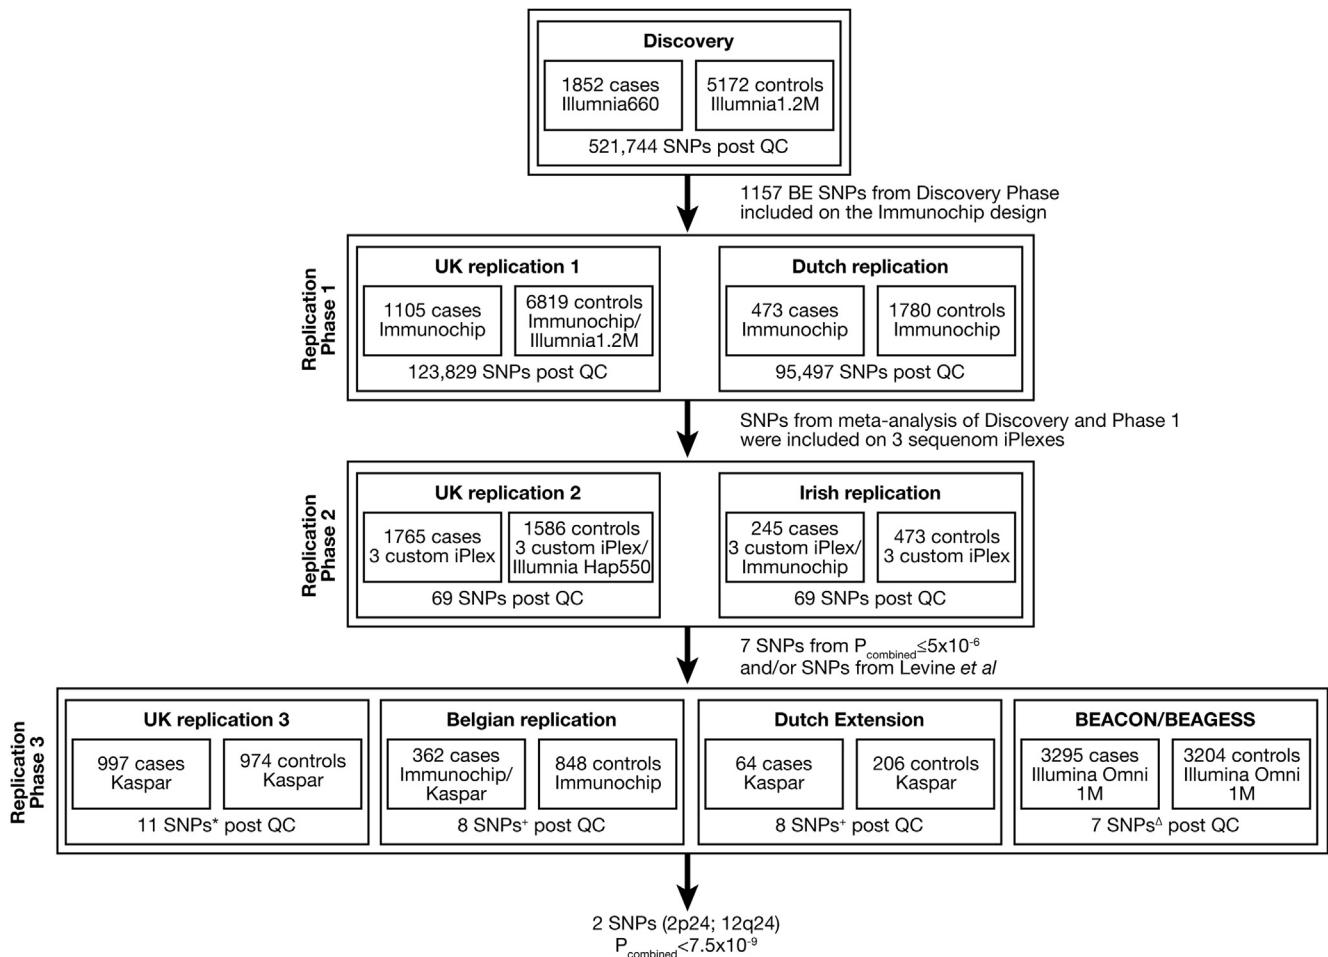 Discovery
1852 cases
Illumnia660
5172 controls
Illumnia1.2M
521,744 SNPs post QC
1157 BE SNPs from Discovery Phase
included on the Immunochip design
Replication
Phase 1
UK replication 1
1105 cases
Immunochip
6819 controls
Immunochip/
Illumnia1.2M
123,829 SNPs post QC
Dutch replication
473 cases
Immunochip
1780 controls
Immunochip
95,497 SNPs post QC
SNPs from meta-analysis of Discovery and Phase 1
were included on 3 sequenom iPlexes
Replication
Phase 2
UK replication 2
1765 cases
3 custom iPlex
1586 controls
3 custom iPlex/
Illumnia Hap550
69 SNPs post QC
Irish replication
245 cases
3 custom iPlex/
Immunochip
473 controls
3 custom iPlex
69 SNPs post QC
7 SNPs from Pcombined≤5x10⁻⁶
and/or SNPs from Levine et al
Replication
Phase 3
UK replication 3
997 cases
Kaspar
974 controls
Kaspar
11 SNPs* post QC
Belgian replication
362 cases
Immunochip/
Kaspar
848 controls
Immunochip
8 SNPs⁺ post QC
Dutch Extension
64 cases
Kaspar
206 controls
Kaspar
8 SNPs⁺ post QC
BEACON/BEAGESS
3295 cases
Illumina Omni
1M
3204 controls
Illumina Omni
1M
7 SNPsᐞ post QC
2 SNPs (2p24; 12q24)
Pcombined<7.5x10⁻⁹